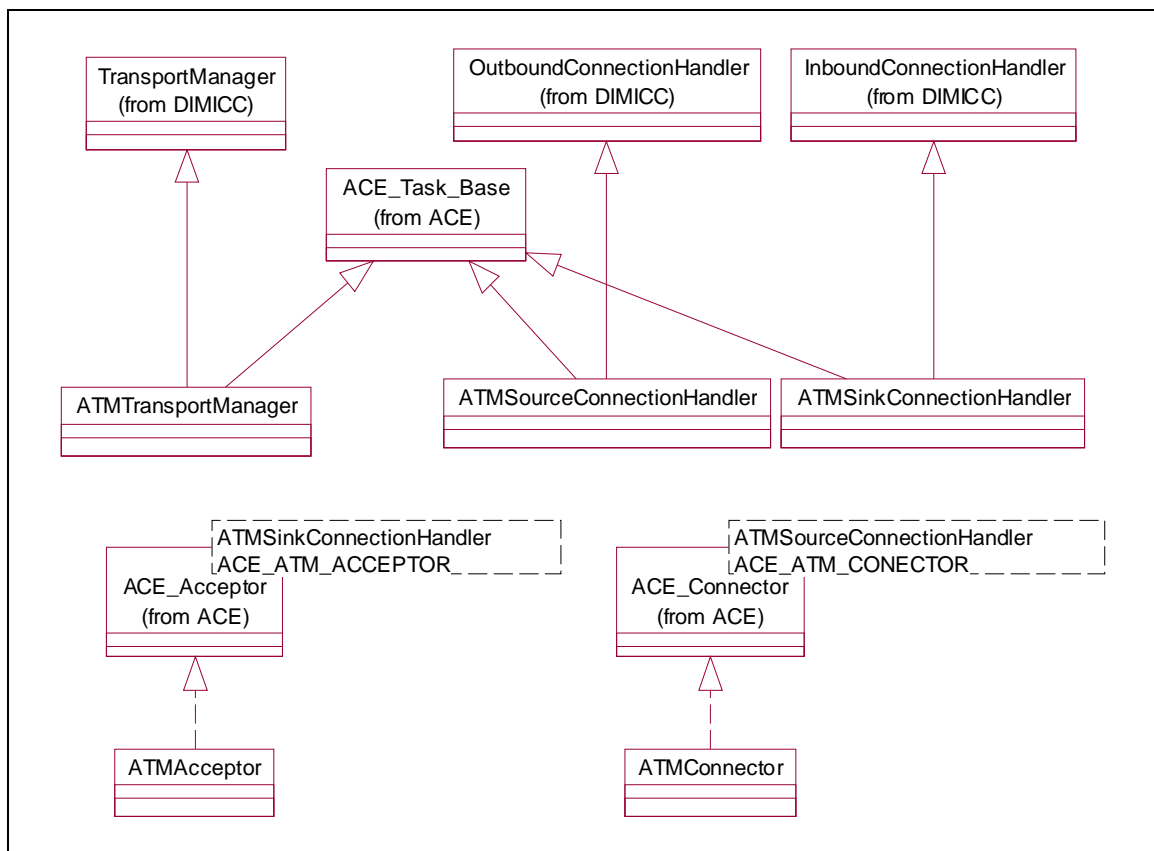 TransportManager
(from DIMICC)
OutboundConnectionHandler
(from DIMICC)
InboundConnectionHandler
(from DIMICC)
ACE_Task_Base
(from ACE)
ATMTransportManager
ATMSourceConnectionHandler
ATMSinkConnectionHandler
ATMSinkConnectionHandler
ACE_ATM_ACCEPTOR
ACE_Acceptor
(from ACE)
ATMSourceConnectionHandler
ACE_ATM_CONECTOR
ACE_Connector
(from ACE)
ATMAcceptor
ATMConnector